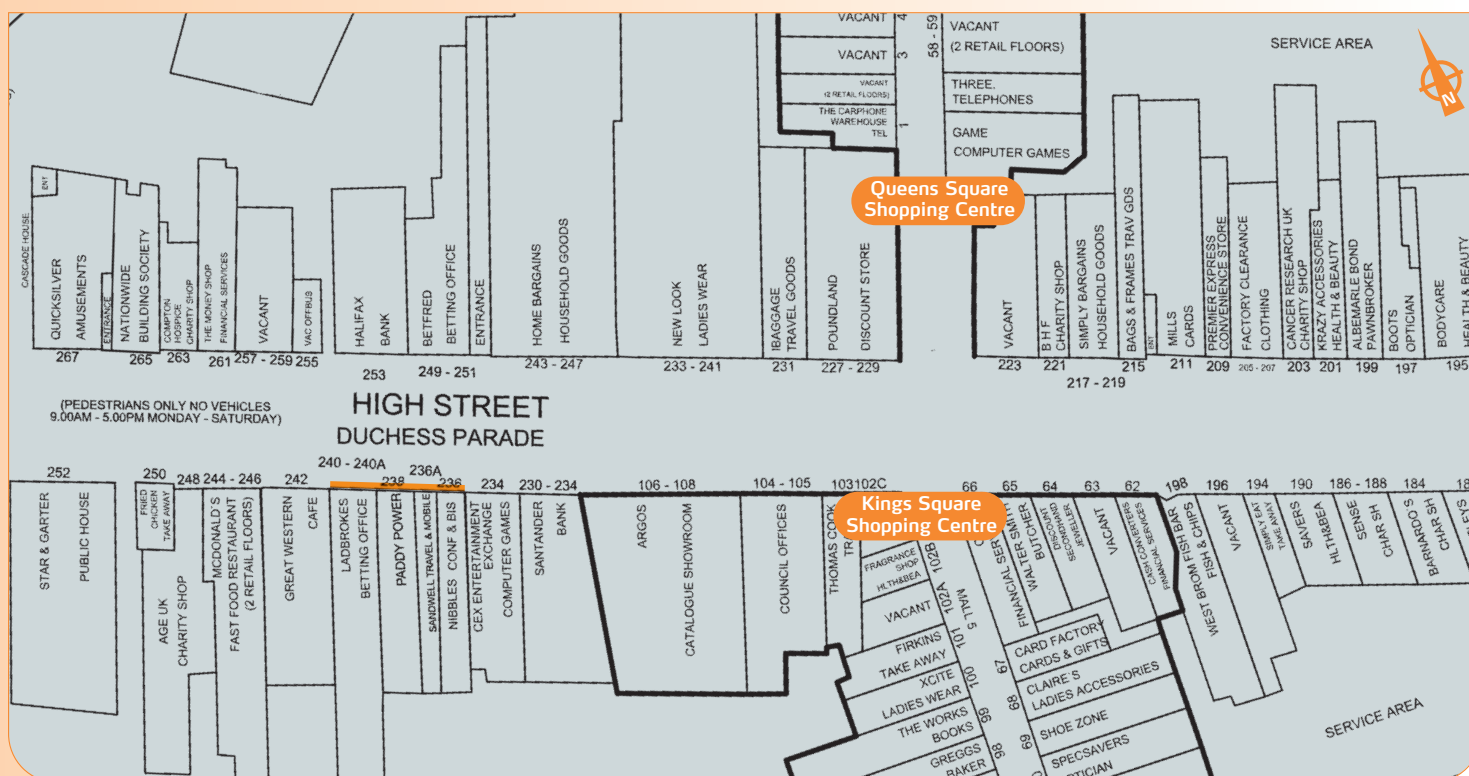 VACANT
4
VACANT
3
VACANT
(2 RETAIL FLOORS)
THE CARPHONE
WAREHOUSE
TEL
1
58 - 59
VACANT
(2 RETAIL FLOORS)
THREE.
TELEPHONES
GAME
COMPUTER GAMES
SERVICE AREA
N
Queens Square
Shopping Centre
CASCADE HOUSE
ENT
QUICKSILVER
AMUSEMENTS
ENTRANCE
NATIONWIDE
BUILDING SOCIETY
COMPTON
HOSPICE
CHARITY SHOP
THE MONEY SHOP
FINANCIAL SERVICES
VACANT
VAC OFFBUS
HALIFAX
BANK
BETFRED
BETTING OFFICE
ENTRANCE
HOME BARGAINS
HOUSEHOLD GOODS
NEW LOOK
LADIES WEAR
IBAGGAGE
TRAVEL GOODS
POUNDLAND
DISCOUNT STORE
VACANT
B H F
CHARITY SHOP
SIMPLY BARGAINS
HOUSEHOLD GOODS
BAGS & FRAMES TRAV GDS
ENT
MILLS
CARDS
PREMIER EXPRESS
CONVENIENCE STORE
FACTORY CLEARANCE
CLOTHING
CANCER RESEARCH UK
CHARITY SHOP
KRAZY ACCESSORIES
HEALTH & BEAUTY
ALBEMARLE BOND
PAWNBROKER
BOOTS
OPTICIAN
BODYCARE
HEALTH & BEAUTY
267
265
263
261
257 - 259
255
253
249 - 251
243 - 247
233 - 241
231
227 - 229
223
221
217 - 219
215
211
209
205 - 207
203
201
199
197
195
(PEDESTRIANS ONLY NO VEHICLES
9.00AM - 5.00PM MONDAY - SATURDAY)
HIGH STREET
DUCHESS PARADE
252
250
248
244 - 246
242
240 - 240A
238
236A
236
234
230 - 234
106 - 108
104 - 105
103
102C
66
65
64
63
62
198
196
194
190
186 - 188
184
Kings Square
Shopping Centre
STAR & GARTER
PUBLIC HOUSE
FRIED
CHICKEN
TAKE AWAY
AGE UK
CHARITY SHOP
MCDONALD'S
FAST FOOD RESTAURANT
(2 RETAIL FLOORS)
GREAT WESTERN
CAFE
LADBROKES
BETTING OFFICE
PADDY POWER
SANDWELL TRAVEL & MOBILE
NIBBLES CONF & BIS
CEX ENTERTAINMENT
EXCHANGE
COMPUTER GAMES
SANTANDER
BANK
ARGOS
CATALOGUE SHOWROOM
COUNCIL OFFICES
THOMAS COOK
FRAGRANCE
SHOP
HLTH&BEA
102B
VACANT
102A
FIRKINS
TAKE AWAY
101
XCITE
LADIES WEAR
100
THE WORKS
BOOKS
99
GREGGS
BAKER
98
WALTER SMITH
BUTCHER
DISCOUNT
SECONDHAND
JEWELER
VACANT
CASH CONVERTERS
FINANCIAL SERVICES
67
CARD FACTORY
CARDS & GIFTS
68
CLAIRE'S
LADIES ACCESSORIES
69
SHOE ZONE
SPECSAVERS
WEST BROM FISH BAR
FISH & CHIPS
VACANT
SIMPLY EAT
TAKE AWAY
SAVERS
HLTH&BEA
SENSE
CHAR SH
BARNARDO'S
CHAR SH
SERVICE AREA